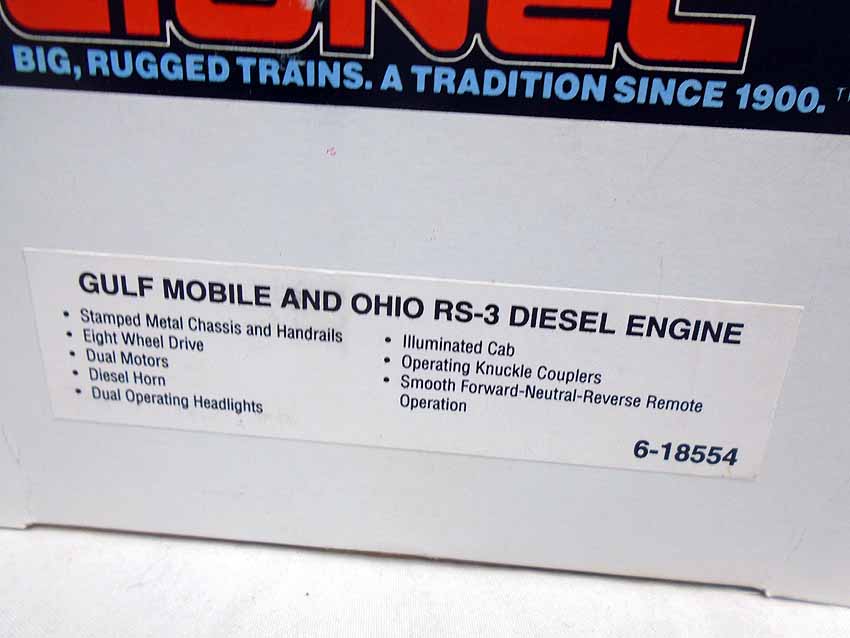 LIONEL
BIG, RUGGED TRAINS. A TRADITION SINCE 1900.
GULF MOBILE AND OHIO RS-3 DIESEL ENGINE
• Stamped Metal Chassis and Handrails
• Eight Wheel Drive
• Dual Motors
• Diesel Horn
• Dual Operating Headlights
• Illuminated Cab
• Operating Knuckle Couplers
• Smooth Forward-Neutral-Reverse Remote
Operation
6-18554